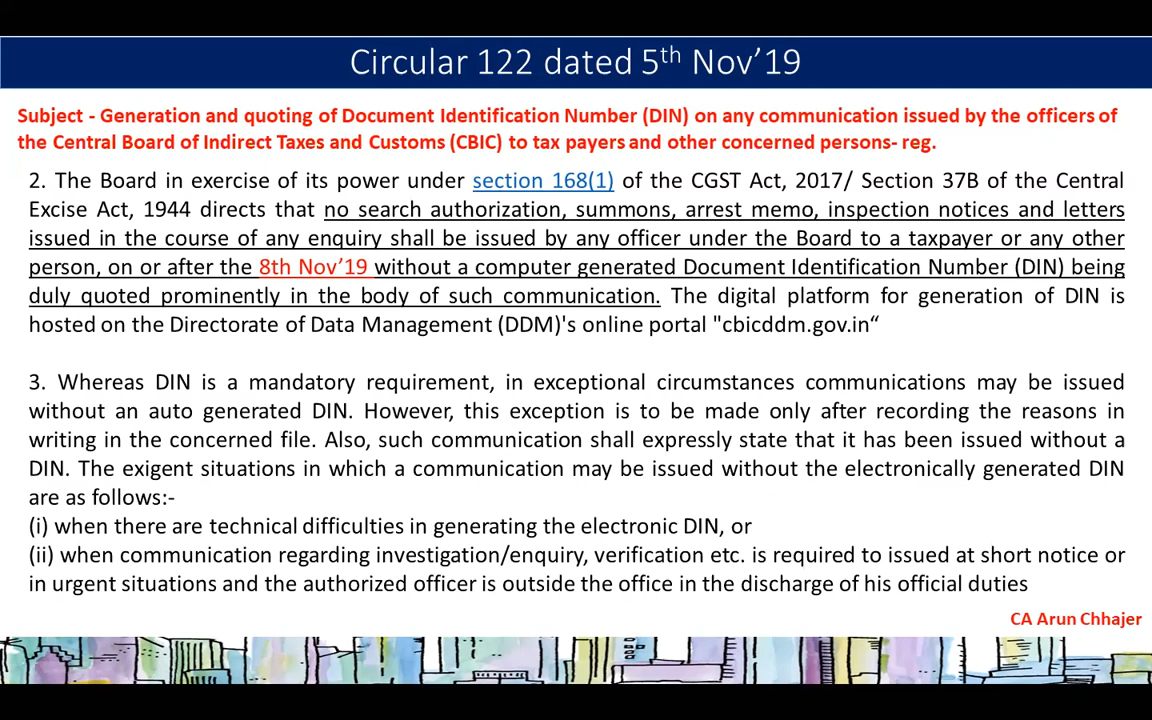 Circular 122 dated 5th Nov’19
Subject - Generation and quoting of Document Identification Number (DIN) on any communication issued by the officers of
the Central Board of Indirect Taxes and Customs (CBIC) to tax payers and other concerned persons- reg.
2. The Board in exercise of its power under section 168(1) of the CGST Act, 2017/ Section 37B of the Central
Excise Act, 1944 directs that no search authorization, summons, arrest memo, inspection notices and letters
issued in the course of any enquiry shall be issued by any officer under the Board to a taxpayer or any other
person, on or after the 8th Nov’19 without a computer generated Document Identification Number (DIN) being
duly quoted prominently in the body of such communication. The digital platform for generation of DIN is
hosted on the Directorate of Data Management (DDM)'s online portal "cbicddm.gov.in“
3. Whereas DIN is a mandatory requirement, in exceptional circumstances communications may be issued
without an auto generated DIN. However, this exception is to be made only after recording the reasons in
writing in the concerned file. Also, such communication shall expressly state that it has been issued without a
DIN. The exigent situations in which a communication may be issued without the electronically generated DIN
are as follows:-
(i) when there are technical difficulties in generating the electronic DIN, or
(ii) when communication regarding investigation/enquiry, verification etc. is required to issued at short notice or
in urgent situations and the authorized officer is outside the office in the discharge of his official duties
CA Arun Chhajer